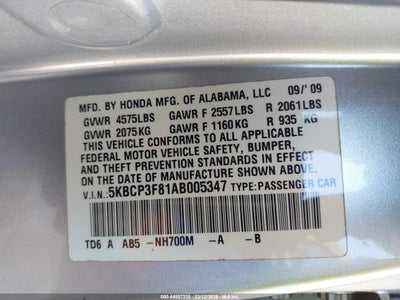 MFD. BY HONDA MFG. OF ALABAMA, LLC 09/'09
GVWR 4575LBS GAWR F 2557LBS R 2061LBS
GVWR 2075KG GAWR F 1160KG R 935 KG
THIS VEHICLE CONFORMS TO ALL APPLICABLE
FEDERAL MOTOR VEHICLE SAFETY, BUMPER,
AND THEFT PREVENTION STANDARDS IN EFFECT
ON THE DATE OF MANUFACTURE SHOWN ABOVE.
V.I.N.: 5KBCP3F81AB005347 TYPE: PASSENGER CAR
TD6 A AB5 -NH700M -A -B